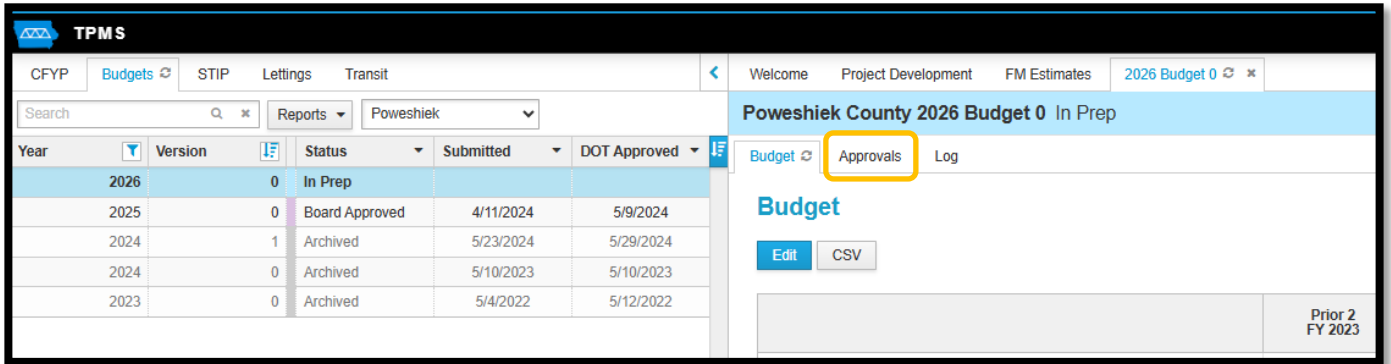 TPMS
CFYP Budgets STIP Lettings Transit
Search Reports Poweshiek
Year Version Status Submitted DOT Approved
2026 0 In Prep
2025 0 Board Approved 4/11/2024 5/9/2024
2024 1 Archived 5/23/2024 5/29/2024
2024 0 Archived 5/10/2023 5/10/2023
2023 0 Archived 5/4/2022 5/12/2022
Welcome Project Development FM Estimates 2026 Budget 0
Poweshiek County 2026 Budget 0 In Prep
Budget Approvals Log
Budget
Edit CSV
Prior 2
FY 2023